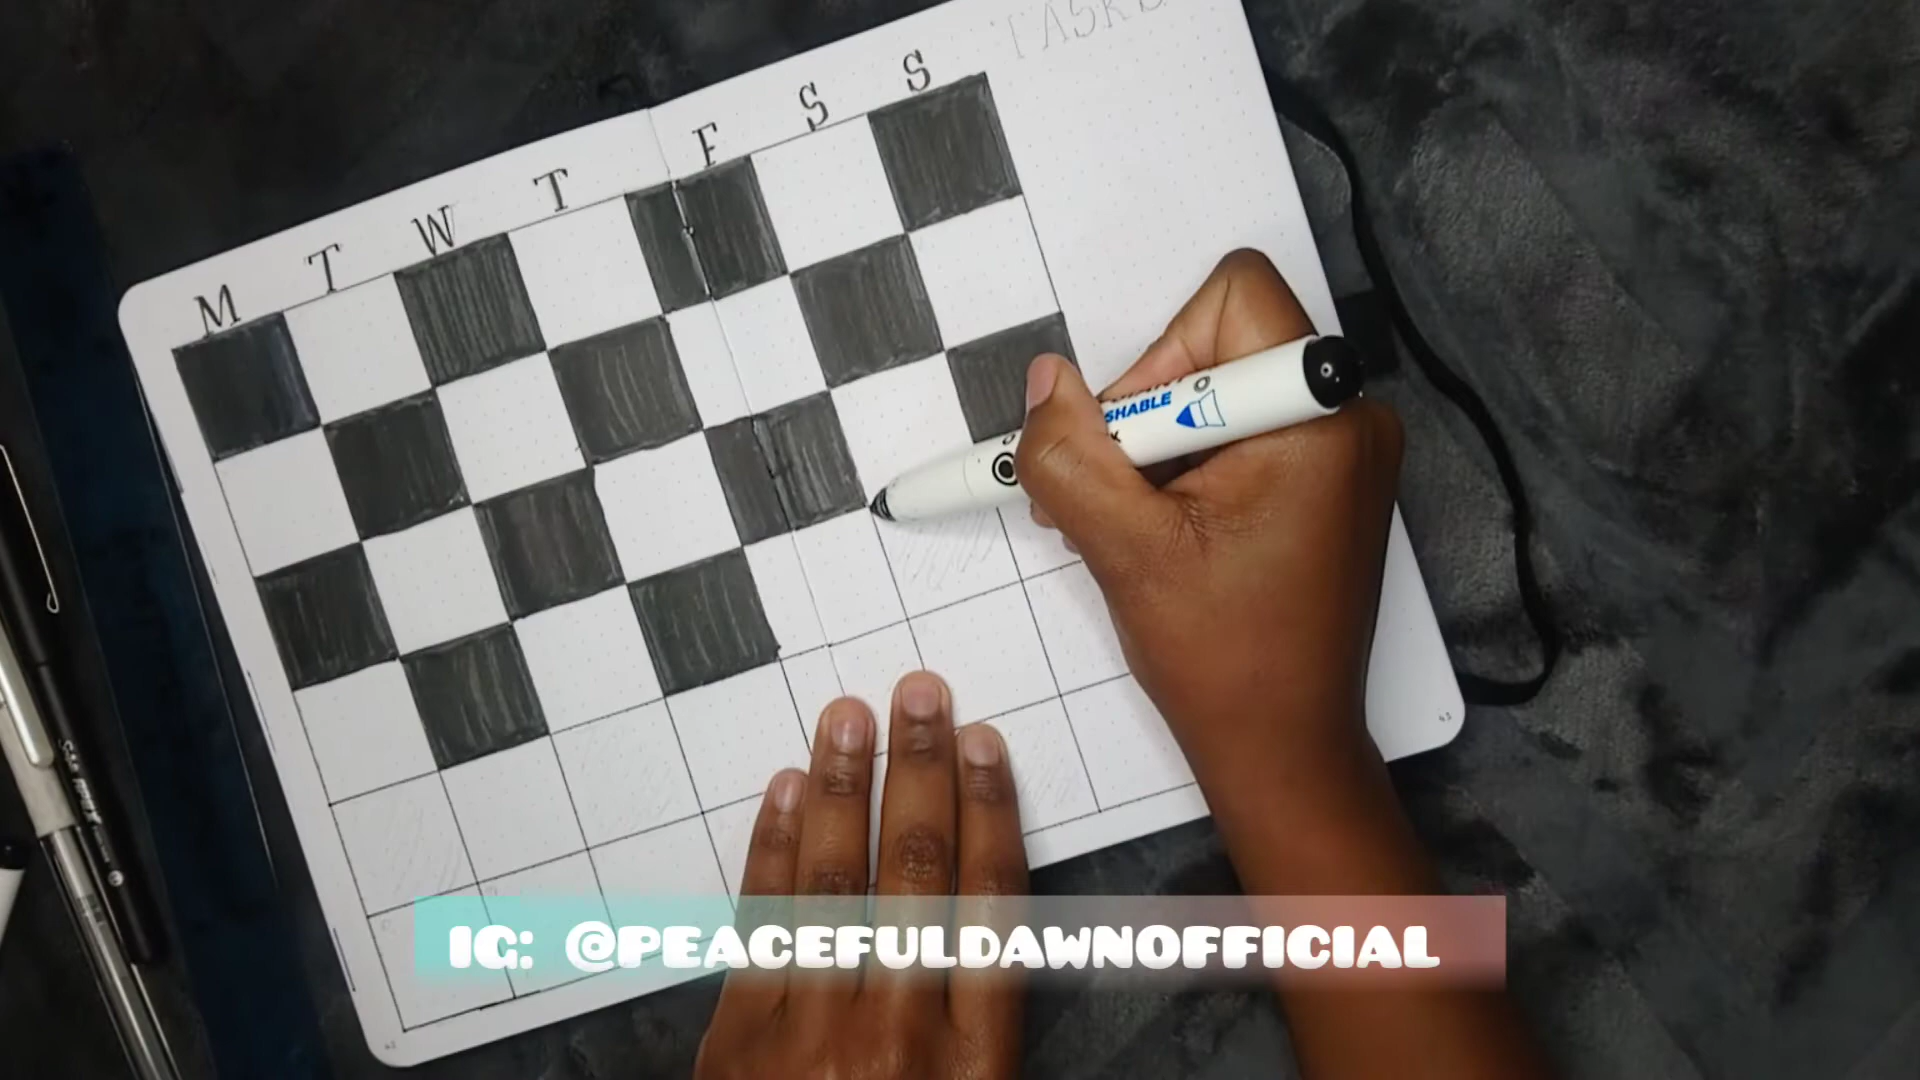 TASKS
M T W T F S S
SHABLE
IG: @PEACEFULDAWNOFFICIAL